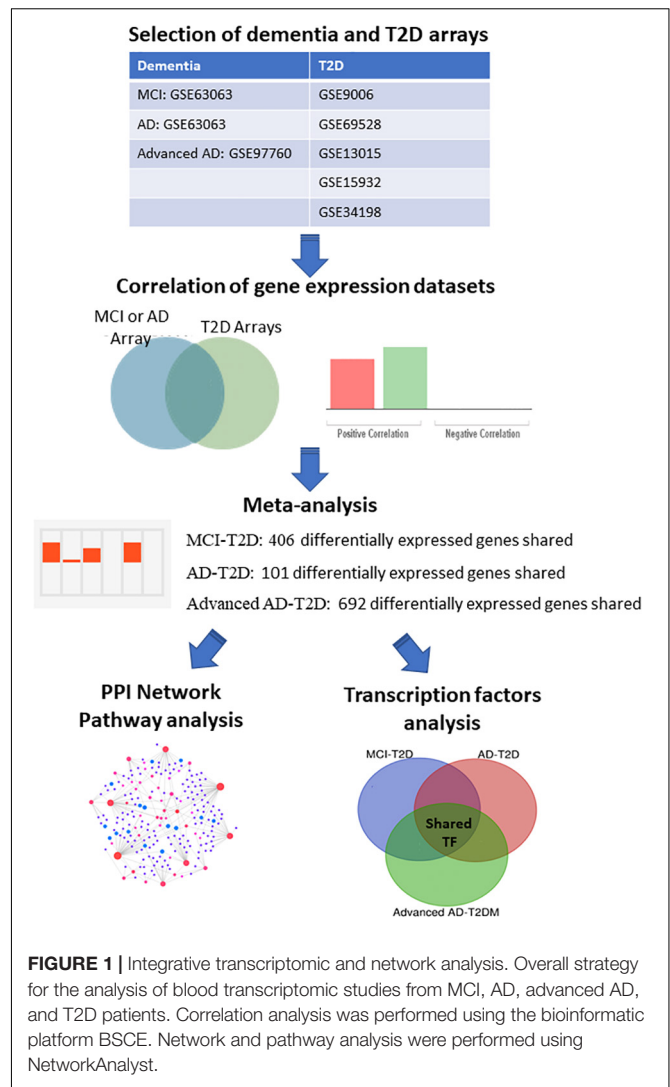 Selection of dementia and T2D arrays
Dementia T2D
MCI: GSE63063 GSE9006
AD: GSE63063 GSE69528
Advanced AD: GSE97760 GSE13015
GSE15932
GSE34198
Correlation of gene expression datasets
MCI or AD
Array
T2D Arrays
Positive Correlation Negative Correlation
Meta-analysis
MCI-T2D: 406 differentially expressed genes shared
AD-T2D: 101 differentially expressed genes shared
Advanced AD-T2D: 692 differentially expressed genes shared
PPI Network
Pathway analysis
Transcription factors
analysis
MCI-T2D AD-T2D
Shared
TF
Advanced AD-T2DM
FIGURE 1 | Integrative transcriptomic and network analysis. Overall strategy
for the analysis of blood transcriptomic studies from MCI, AD, advanced AD,
and T2D patients. Correlation analysis was performed using the bioinformatic
platform BSCE. Network and pathway analysis were performed using
NetworkAnalyst.